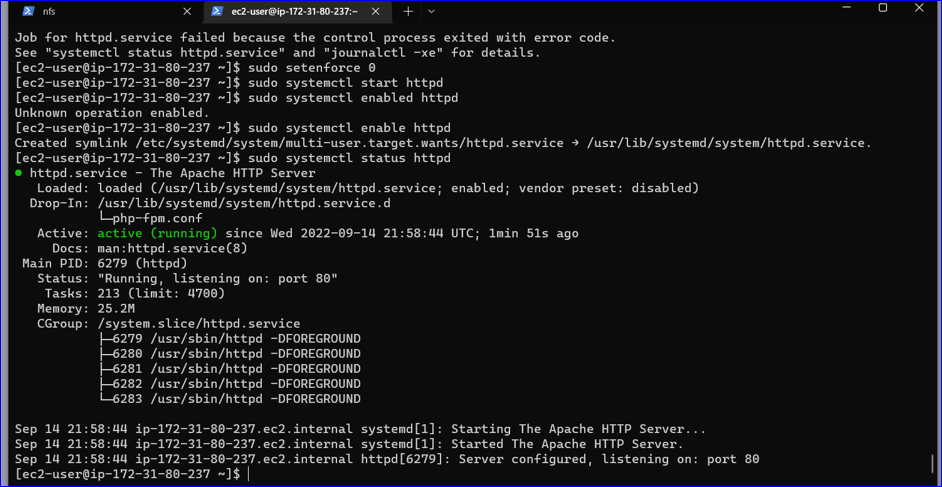 nfs
ec2-user@ip-172-31-80-237:~
Job for httpd.service failed because the control process exited with error code.
See "systemctl status httpd.service" and "journalctl -xe" for details.
[ec2-user@ip-172-31-80-237 ~]$ sudo setenforce 0
[ec2-user@ip-172-31-80-237 ~]$ sudo systemctl start httpd
[ec2-user@ip-172-31-80-237 ~]$ sudo systemctl enabled httpd
Unknown operation enabled.
[ec2-user@ip-172-31-80-237 ~]$ sudo systemctl enable httpd
Created symlink /etc/systemd/system/multi-user.target.wants/httpd.service → /usr/lib/systemd/system/httpd.service.
[ec2-user@ip-172-31-80-237 ~]$ sudo systemctl status httpd
● httpd.service - The Apache HTTP Server
   Loaded: loaded (/usr/lib/systemd/system/httpd.service; enabled; vendor preset: disabled)
  Drop-In: /usr/lib/systemd/system/httpd.service.d
           └─php-fpm.conf
   Active: active (running) since Wed 2022-09-14 21:58:44 UTC; 1min 51s ago
     Docs: man:httpd.service(8)
 Main PID: 6279 (httpd)
   Status: "Running, listening on: port 80"
    Tasks: 213 (limit: 4700)
   Memory: 25.2M
   CGroup: /system.slice/httpd.service
           ├─6279 /usr/sbin/httpd -DFOREGROUND
           ├─6280 /usr/sbin/httpd -DFOREGROUND
           ├─6281 /usr/sbin/httpd -DFOREGROUND
           ├─6282 /usr/sbin/httpd -DFOREGROUND
           └─6283 /usr/sbin/httpd -DFOREGROUND
Sep 14 21:58:44 ip-172-31-80-237.ec2.internal systemd[1]: Starting The Apache HTTP Server...
Sep 14 21:58:44 ip-172-31-80-237.ec2.internal systemd[1]: Started The Apache HTTP Server.
Sep 14 21:58:44 ip-172-31-80-237.ec2.internal httpd[6279]: Server configured, listening on: port 80
[ec2-user@ip-172-31-80-237 ~]$